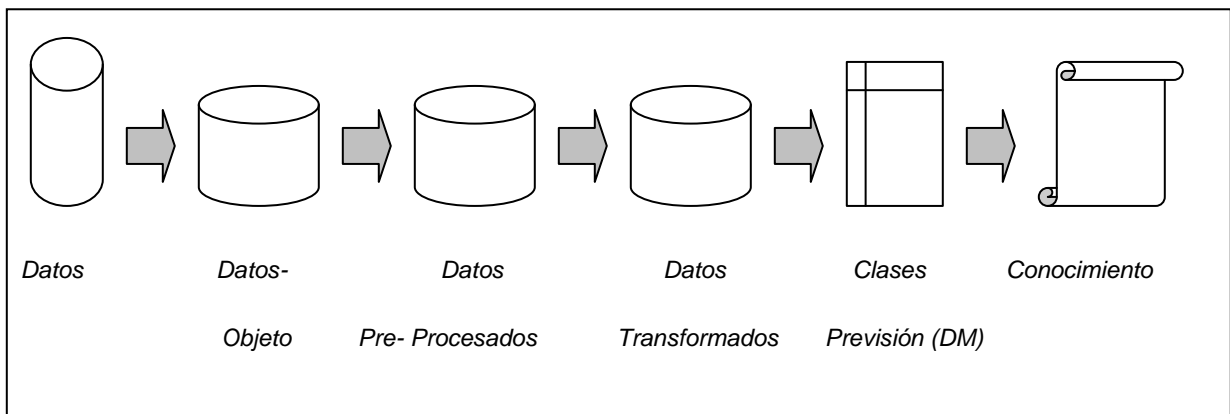 Datos Datos- Datos Datos Clases Conocimiento
Objeto Pre- Procesados Transformados Previsión (DM)